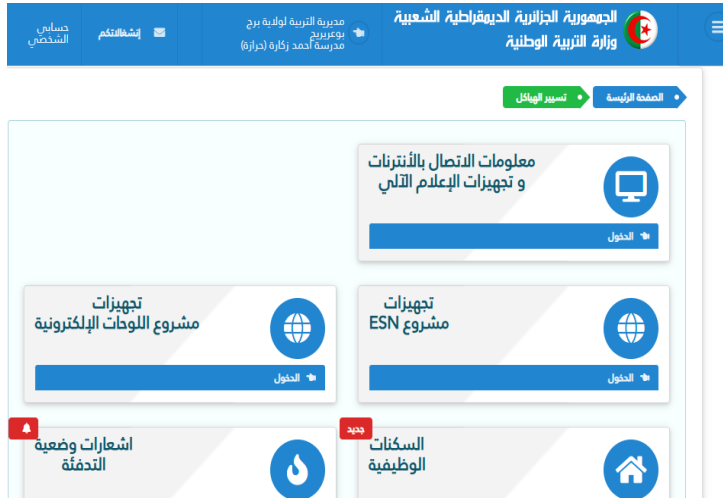 الجمهورية الجزائرية الديمقراطية الشعبية
وزارة التربية الوطنية
مديرية التربية لولاية برج
بوعريريج
مدرسة أحمد زكارة (حرازة)
إنشغالاتكم
حسابي
الشخصي
الصفحة الرئيسة
تسيير الهياكل
معلومات الاتصال بالأنترنات
و تجهيزات الإعلام الآلي
الدخول
تجهيزات
مشروع ESN
الدخول
تجهيزات
مشروع اللوحات الإلكترونية
الدخول
جديد
السكنات
الوظيفية
اشعارات وضعية
التدفئة